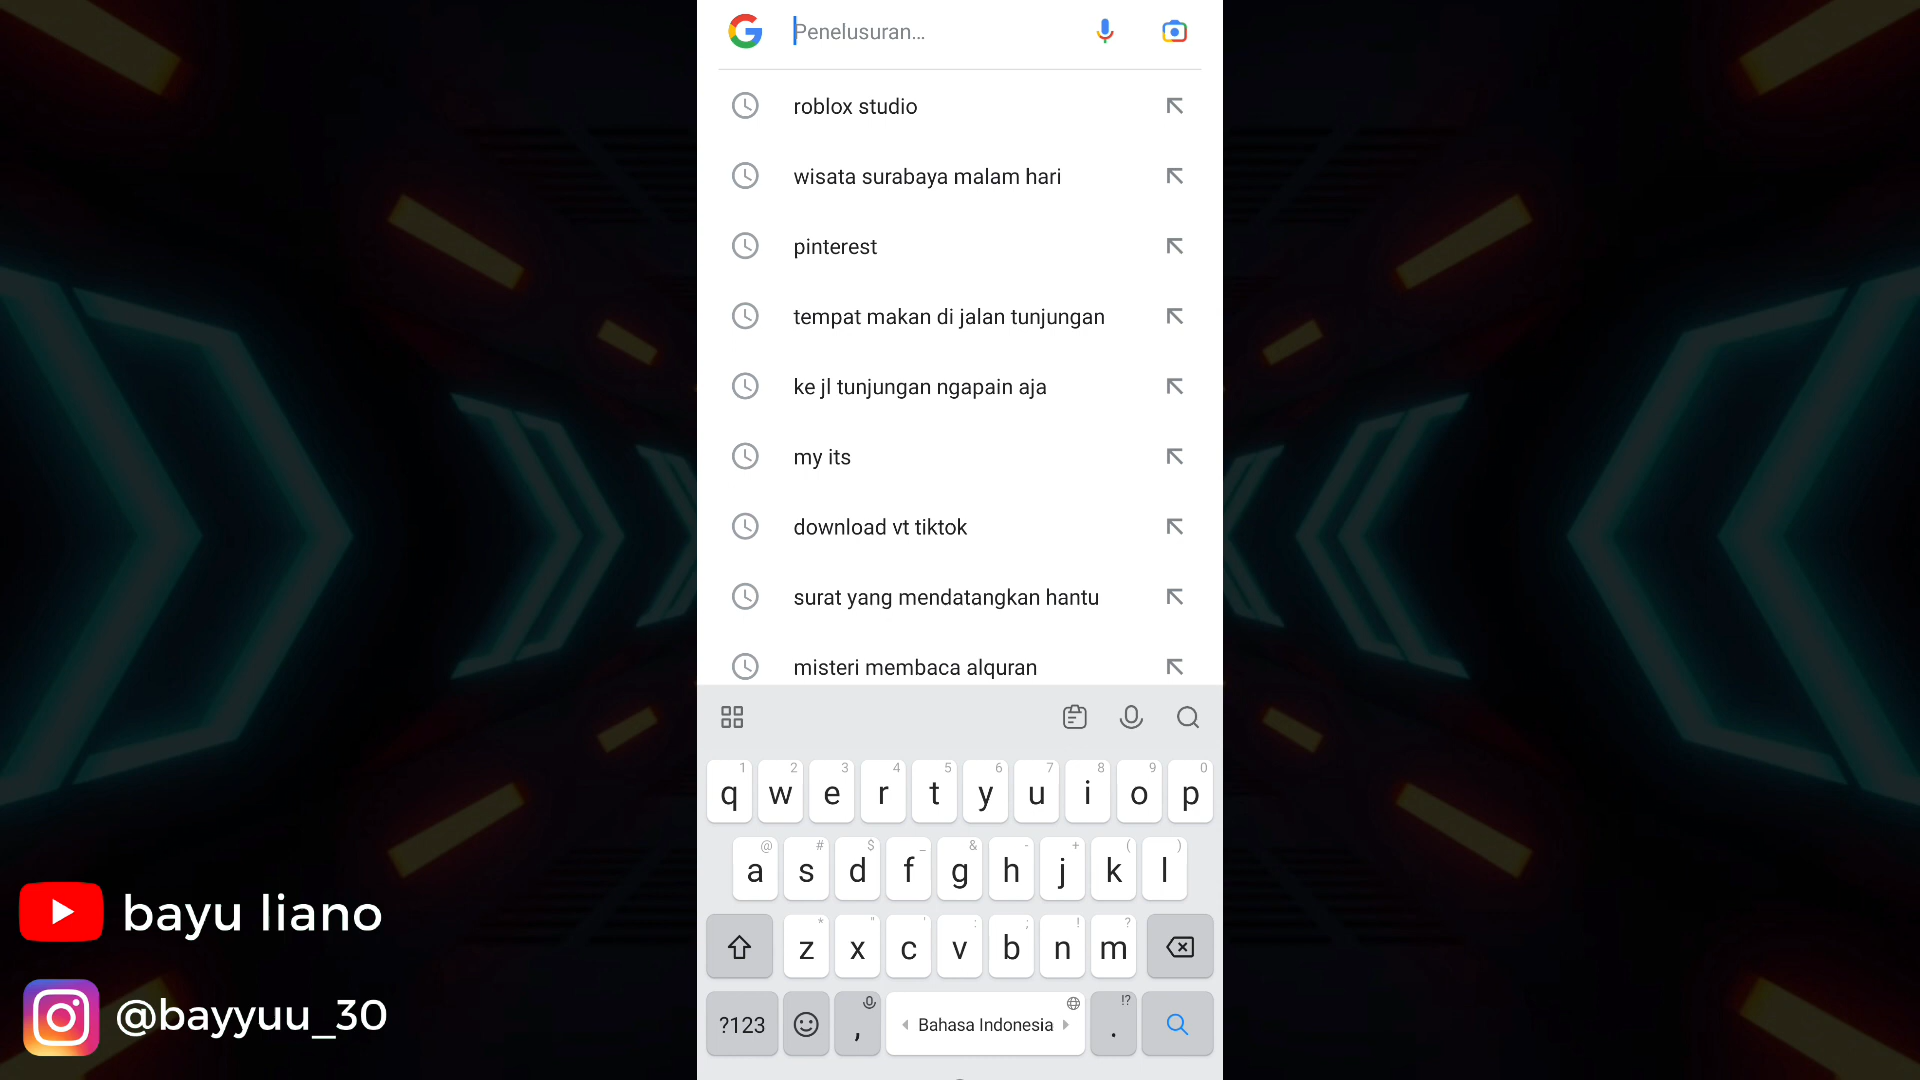 Penelusuran...
roblox studio
wisata surabaya malam hari
pinterest
tempat makan di jalan tunjungan
ke jl tunjungan ngapain aja
my its
download vt tiktok
surat yang mendatangkan hantu
misteri membaca alquran
1 2 3 4 5 6 7 8 9 0
q w e r t y u i o p
@ # $ _ & - + ( )
a s d f g h j k l
* " ' : ; ! ?
z x c v b n m
?123 , Bahasa Indonesia !? .
bayu liano
@bayyuu_30